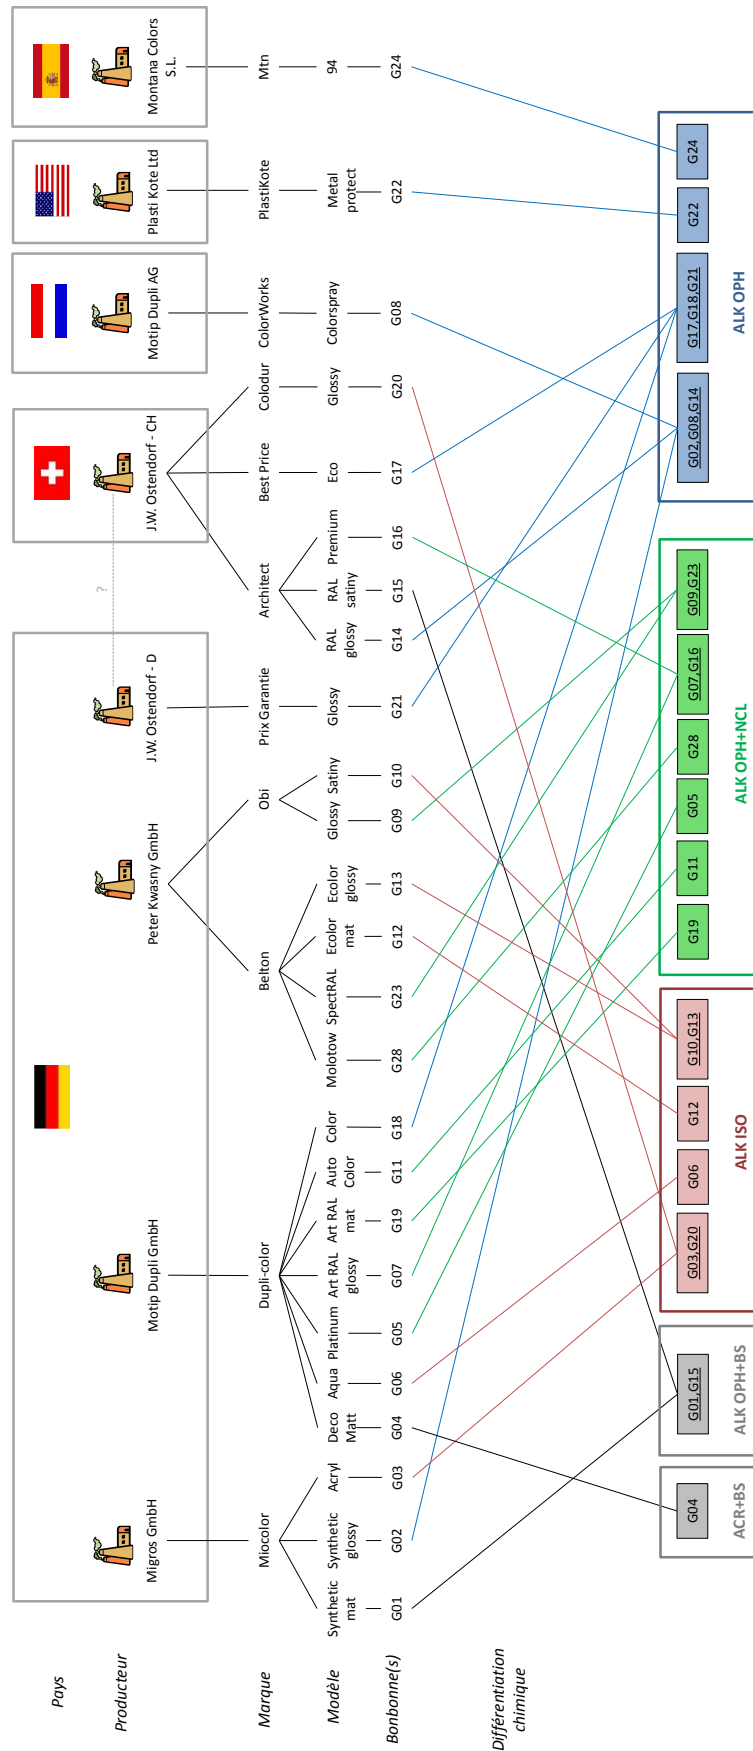 Pays
Producteur
Migros GmbH
Motip Dupli GmbH
Peter Kwasny GmbH
J.W. Ostendorf - D
?
J.W. Ostendorf - CH
Motip Dupli AG
Plasti Kote Ltd
Montana Colors
S.L.
Marque
Miocolor
Dupli-color
Belton
Obi
Prix Garantie
Architect
Best Price
Colodur
ColorWorks
PlastiKote
Mtn
Modèle
Synthetic
mat
Synthetic
glossy
Acryl
Deco
Matt
Aqua
Platinum
Art RAL
glossy
Art RAL
mat
Auto
Color
Color
Molotow
SpectRAL
Ecolor
mat
Ecolor
glossy
Glossy
Satiny
Glossy
RAL
glossy
RAL
satiny
Premium
Eco
Glossy
Colorspray
Metal
protect
94
Bonbonne(s)
G01
G02
G03
G04
G06
G05
G07
G19
G11
G18
G28
G23
G12
G13
G09
G10
G21
G14
G15
G16
G17
G20
G08
G22
G24
Différentiation
chimique
G04
G01,G15
G03,G20
G06
G12
G10,G13
G19
G11
G05
G28
G07,G16
G09,G23
G02,G08,G14
G17,G18,G21
G22
G24
ACR+BS
ALK OPH+BS
ALK ISO
ALK OPH+NCL
ALK OPH